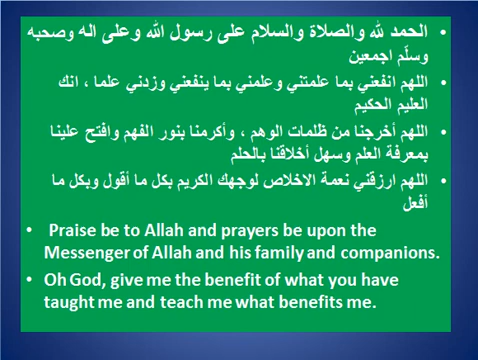 • الحمد لله والصلاة والسلام على رسول الله وعلى اله وصحبه
وسلّم اجمعين
• اللهم انفعني بما علمتني وعلمني بما ينفعني وزدني علما ، انك
العليم الحكيم
• اللهم أخرجنا من ظلمات الوهم ، وأكرمنا بنور الفهم وافتح علينا
بمعرفة العلم وسهل أخلاقنا بالحلم
• اللهم ارزقني نعمة الاخلاص لوجهك الكريم بكل ما أقول وبكل ما
أفعل
• Praise be to Allah and prayers be upon the
Messenger of Allah and his family and companions.
• Oh God, give me the benefit of what you have
taught me and teach me what benefits me.